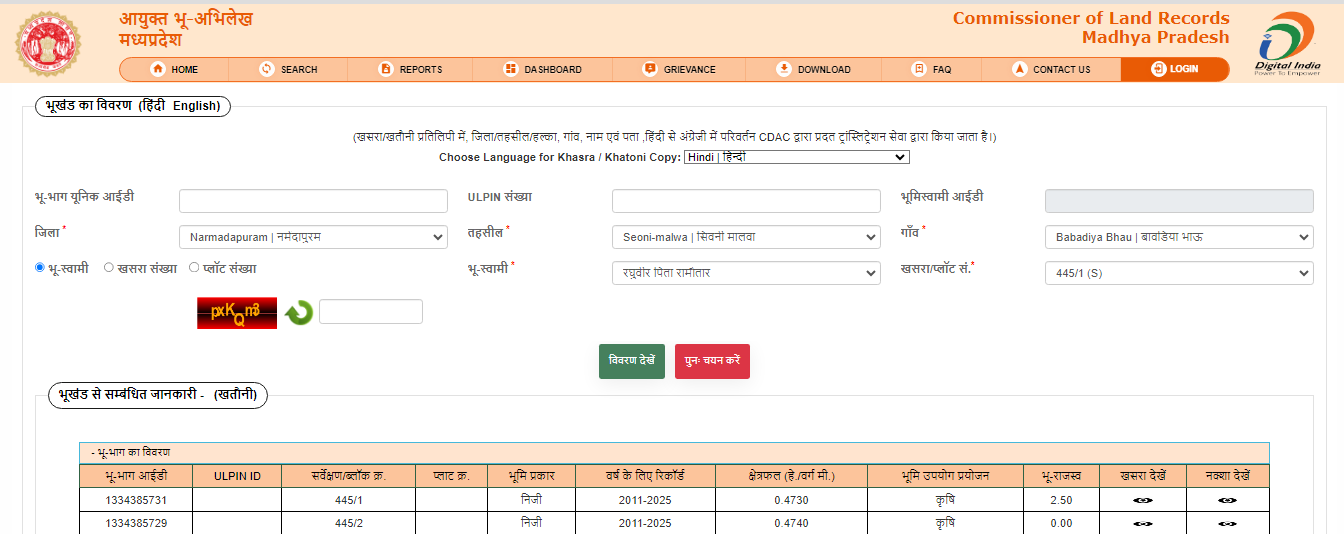 आयुक्त भू-अभिलेख
मध्यप्रदेश
Commissioner of Land Records
Madhya Pradesh
Digital India
Power To Empower
HOME SEARCH REPORTS DASHBOARD GRIEVANCE DOWNLOAD FAQ CONTACT US LOGIN
भूखंड का विवरण (हिंदी English)
(खसरा/खतौनी प्रतिलिपी में, जिला/तहसील/हल्का, गांव, नाम एवं पता ,हिंदी से अंग्रेजी में परिवर्तन CDAC द्वारा प्रदत ट्रांस्लिट्रेशन सेवा द्वारा किया जाता है।)
Choose Language for Khasra / Khatoni Copy: Hindi | हिन्दी
भू-भाग यूनिक आईडी ULPIN संख्या भूमिस्वामी आईडी
जिला * Narmadapuram | नर्मदापुरम तहसील * Seoni-malwa | सिवनी मालवा गाँव * Babadiya Bhau | बावडिया भाऊ
भू-स्वामी खसरा संख्या प्लॉट संख्या भू-स्वामी * रघुवीर पिता रामौतार खसरा/प्लॉट सं.* 445/1 (S)
विवरण देखें पुनः चयन करें
भूखंड से सम्बंधित जानकारी - (खतौनी)
- भू-भाग का विवरण
भू-भाग आईडी ULPIN ID सर्वेक्षण/ब्लॉक क्र. प्लाट क्र. भूमि प्रकार वर्ष के लिए रिकॉर्ड क्षेत्रफल (हे./वर्ग मी.) भूमि उपयोग प्रयोजन भू-राजस्व खसरा देखें नक्शा देखें
1334385731 445/1 निजी 2011-2025 0.4730 कृषि 2.50
1334385729 445/2 निजी 2011-2025 0.4740 कृषि 0.00